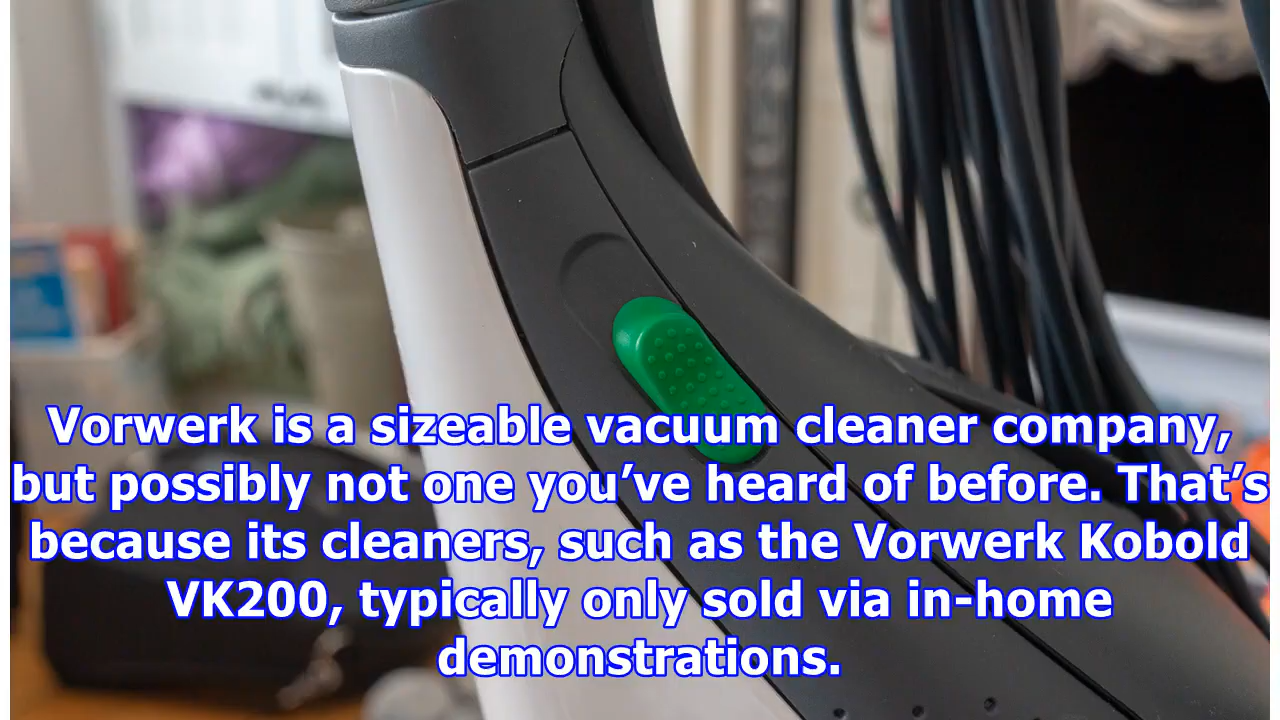 Vorwerk is a sizeable vacuum cleaner company,
but possibly not one you’ve heard of before. That’s
because its cleaners, such as the Vorwerk Kobold
VK200, typically only sold via in-home
demonstrations.